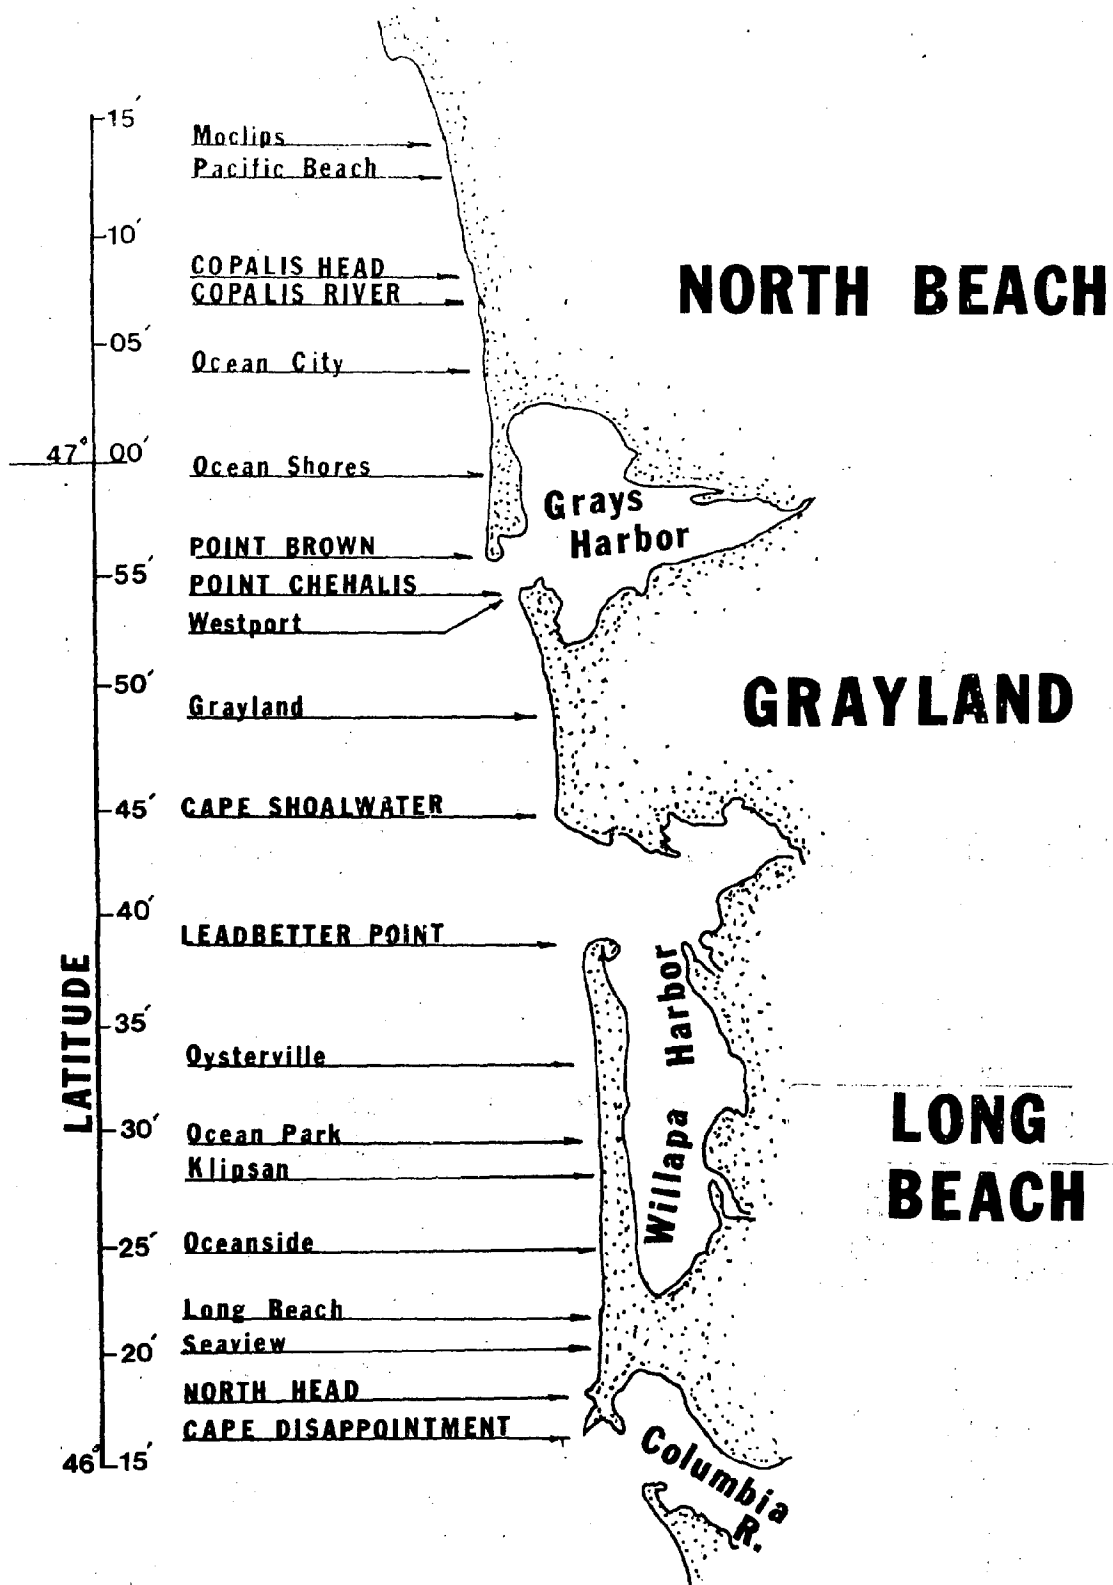 15′
Moclips
Pacific Beach
10′
COPALIS HEAD
COPALIS RIVER
NORTH BEACH
05′
Ocean City
47° 00′
Ocean Shores
Grays
Harbor
POINT BROWN
55′
POINT CHEHALIS
Westport
50′
Grayland
GRAYLAND
45′
CAPE SHOALWATER
40′
LEADBETTER POINT
35′
Oysterville
LATITUDE
Willapa Harbor
30′
Ocean Park
Klipsan
LONG
BEACH
25′
Oceanside
Long Beach
Seaview
20′
NORTH HEAD
CAPE DISAPPOINTMENT
46° 15′
Columbia
R.